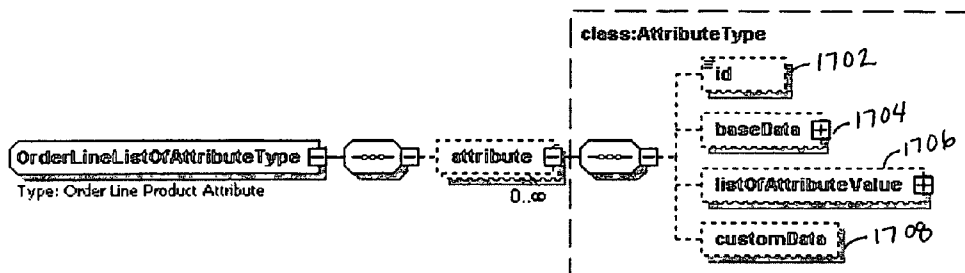 class:AttributeType
id
1702
baseData
1704
OrderLineListOfAttributeType
attribute
1706
Type: Order Line Product Attribute
0..∞
listOfAttributeValue
customData
1708